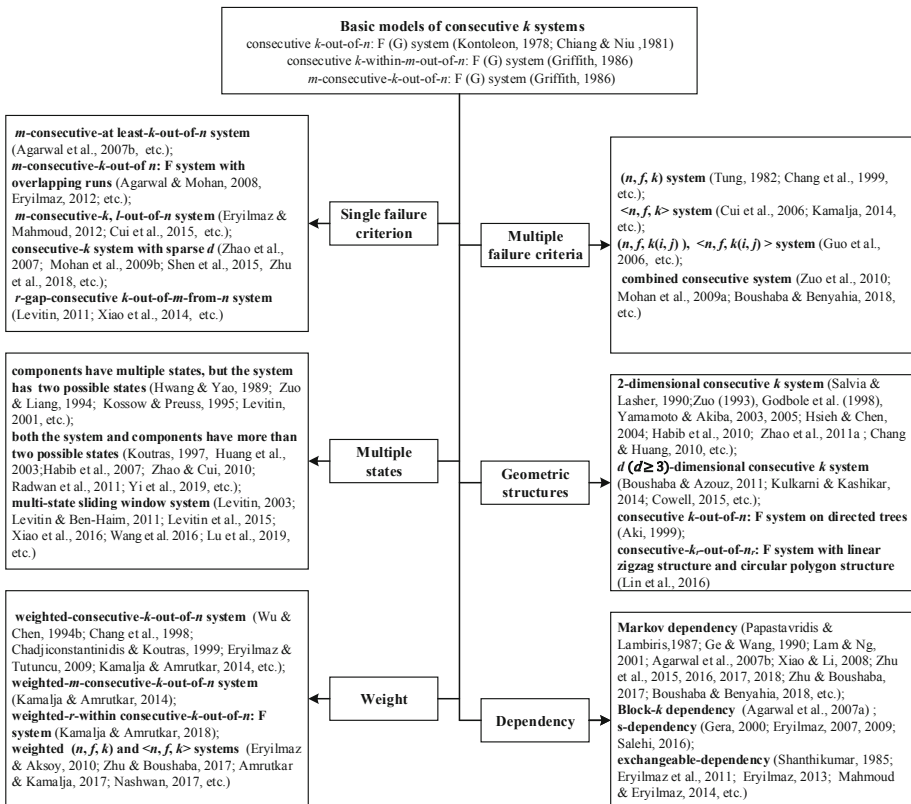 Basic models of consecutive k systems
consecutive k-out-of-n: F (G) system (Kontoleon, 1978; Chiang & Niu ,1981)
consecutive k-within-m-out-of-n: F (G) system (Griffith, 1986)
m-consecutive-k-out-of-n: F (G) system (Griffith, 1986)
m-consecutive-at least-k-out-of-n system
(Agarwal et al., 2007b, etc.);
m-consecutive-k-out-of n: F system with
overlapping runs (Agarwal & Mohan, 2008,
Eryilmaz, 2012; etc.);
m-consecutive-k, l-out-of-n system (Eryilmaz &
Mahmoud, 2012; Cui et al., 2015, etc.);
consecutive-k system with sparse d (Zhao et al.,
2007; Mohan et al., 2009b; Shen et al., 2015, Zhu
et al., 2018, etc.);
r-gap-consecutive k-out-of-m-from-n system
(Levitin, 2011; Xiao et al., 2014, etc.)
Single failure
criterion
Multiple
failure criteria
(n, f, k) system (Tung, 1982; Chang et al., 1999,
etc.);
<n, f, k> system (Cui et al., 2006; Kamalja, 2014,
etc.);
(n, f, k(i, j) ), <n, f, k(i, j) > system (Guo et al.,
2006, etc.);
combined consecutive system (Zuo et al., 2010;
Mohan et al., 2009a; Boushaba & Benyahia, 2018,
etc.)
components have multiple states, but the system
has two possible states (Hwang & Yao, 1989; Zuo
& Liang, 1994; Kossow & Preuss, 1995; Levitin,
2001, etc.);
both the system and components have more than
two possible states (Koutras, 1997, Huang et al.,
2003;Habib et al., 2007; Zhao & Cui, 2010;
Radwan et al., 2011; Yi et al., 2019, etc.);
multi-state sliding window system (Levitin, 2003;
Levitin & Ben-Haim, 2011; Levitin et al., 2015;
Xiao et al., 2016; Wang et al. 2016; Lu et al., 2019,
etc.)
Multiple
states
Geometric
structures
2-dimensional consecutive k system (Salvia &
Lasher, 1990;Zuo (1993), Godbole et al. (1998),
Yamamoto & Akiba, 2003, 2005; Hsieh & Chen,
2004; Habib et al., 2010; Zhao et al., 2011a ; Chang
& Huang, 2010, etc.);
d (d≥3)-dimensional consecutive k system
(Boushaba & Azouz, 2011; Kulkarni & Kashikar,
2014; Cowell, 2015, etc.);
consecutive k-out-of-n: F system on directed trees
(Aki, 1999);
consecutive-kᵣ-out-of-nᵣ: F system with linear
zigzag structure and circular polygon structure
(Lin et al., 2016)
weighted-consecutive-k-out-of-n system (Wu &
Chen, 1994b; Chang et al., 1998;
Chadjiconstantinidis & Koutras, 1999; Eryilmaz &
Tutuncu, 2009; Kamalja & Amrutkar, 2014, etc.);
weighted-m-consecutive-k-out-of-n system
(Kamalja & Amrutkar, 2014);
weighted-r-within consecutive-k-out-of-n: F
system (Kamalja & Amrutkar, 2018);
weighted (n, f, k) and <n, f, k> systems (Eryilmaz
& Aksoy, 2010; Zhu & Boushaba, 2017; Amrutkar
& Kamalja, 2017; Nashwan, 2017, etc.)
Weight
Dependency
Markov dependency (Papastavridis &
Lambiris,1987; Ge & Wang, 1990; Lam & Ng,
2001; Agarwal et al., 2007b; Xiao & Li, 2008; Zhu
et al., 2015, 2016, 2017, 2018; Zhu & Boushaba,
2017; Boushaba & Benyahia, 2018, etc.);
Block-k dependency (Agarwal et al., 2007a) ;
s-dependency (Gera, 2000; Eryilmaz, 2007, 2009;
Salehi, 2016);
exchangeable-dependency (Shanthikumar, 1985;
Eryilmaz et al., 2011; Eryilmaz, 2013; Mahmoud
& Eryilmaz, 2014, etc.)